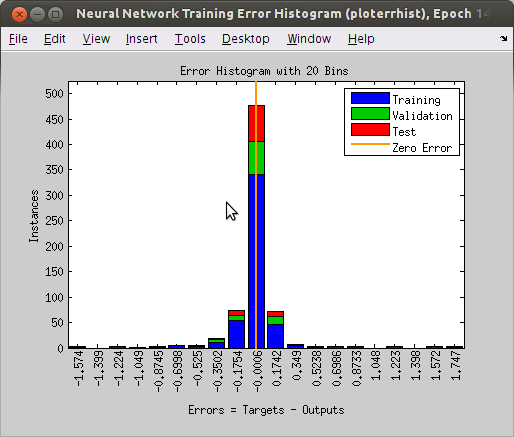 Neural Network Training Error Histogram (ploterrhist), Epoch 14
File Edit View Insert Tools Desktop Window Help
Error Histogram with 20 Bins
Training
Validation
Test
Zero Error
500
450
400
350
300
250
200
150
100
50
0
Instances
-1.574 -1.399 -1.224 -1.049 -0.8745 -0.6998 -0.525 -0.3502 -0.1754 -0.0006 0.1742 0.349 0.5238 0.6986 0.8733 1.048 1.223 1.398 1.572 1.747
Errors = Targets - Outputs